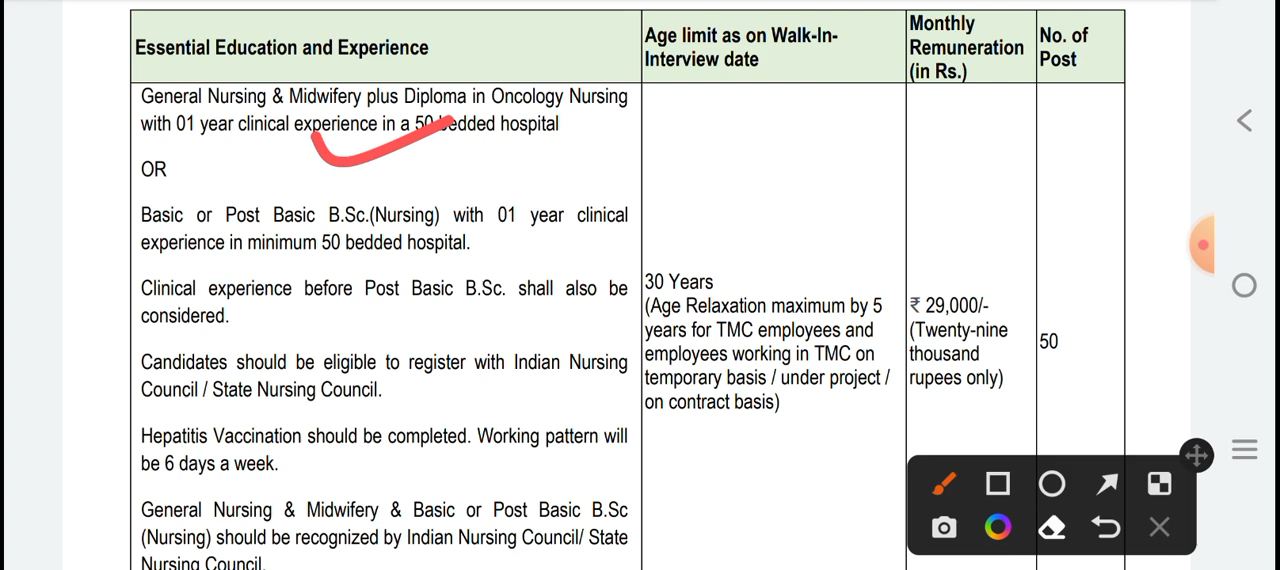 Essential Education and Experience
Age limit as on Walk-In-
Interview date
Monthly
Remuneration
(in Rs.)
No. of
Post
General Nursing & Midwifery plus Diploma in Oncology Nursing
with 01 year clinical experience in a 50 bedded hospital
OR
Basic or Post Basic B.Sc.(Nursing) with 01 year clinical
experience in minimum 50 bedded hospital.
Clinical experience before Post Basic B.Sc. shall also be
considered.
Candidates should be eligible to register with Indian Nursing
Council / State Nursing Council.
Hepatitis Vaccination should be completed. Working pattern will
be 6 days a week.
General Nursing & Midwifery & Basic or Post Basic B.Sc
(Nursing) should be recognized by Indian Nursing Council/ State
Nursing Council.
30 Years
(Age Relaxation maximum by 5
years for TMC employees and
employees working in TMC on
temporary basis / under project /
on contract basis)
₹ 29,000/-
(Twenty-nine
thousand
rupees only)
50